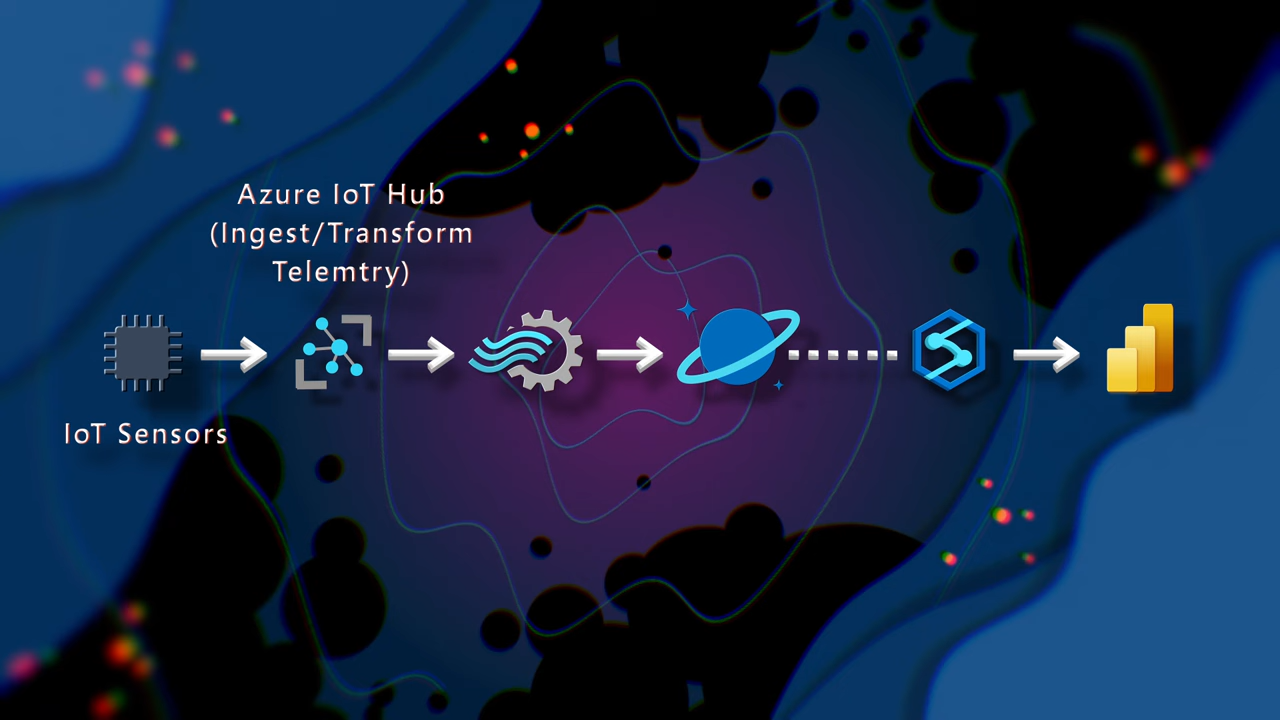 Azure IoT Hub
(Ingest/Transform
Telemtry)
IoT Sensors